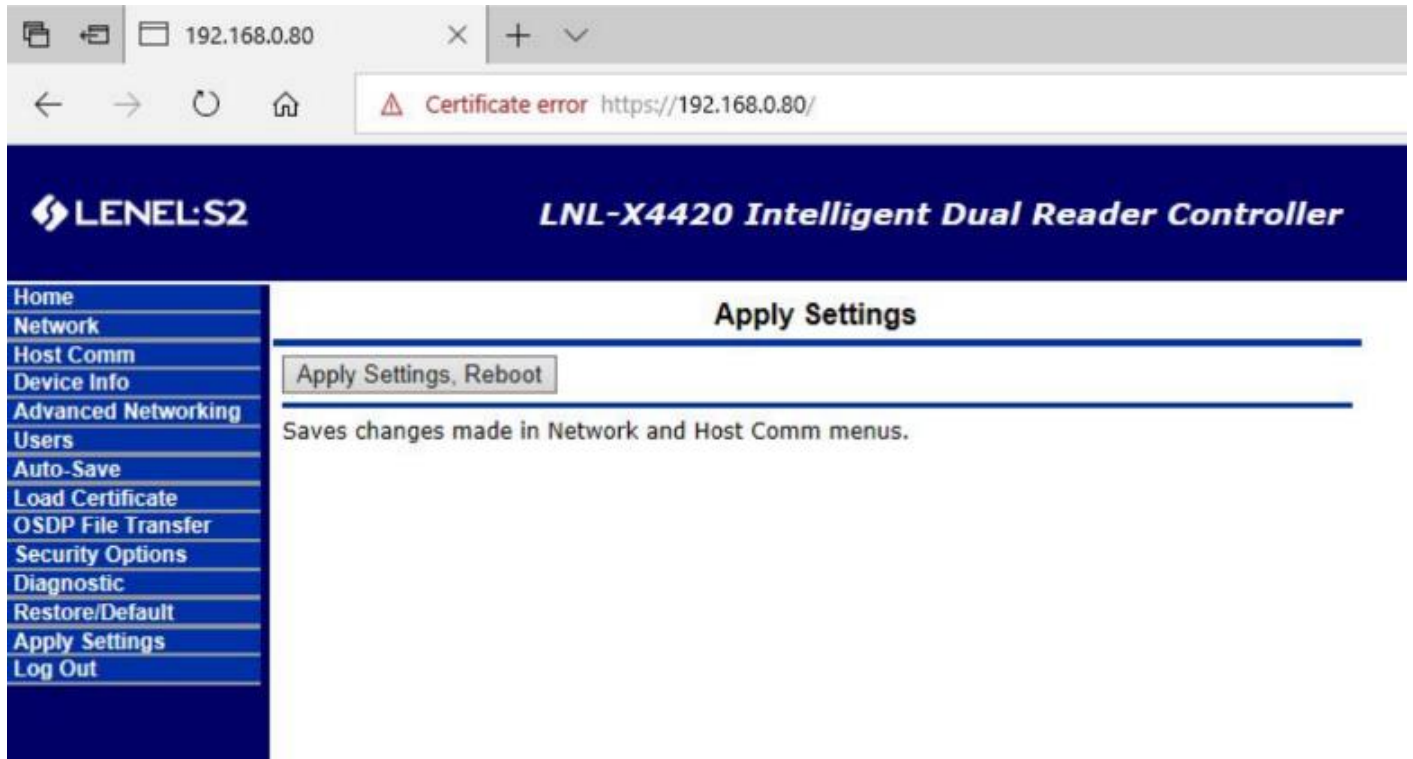 192.168.0.80
Certificate error https://192.168.0.80/
LENEL:S2
LNL-X4420 Intelligent Dual Reader Controller
Home
Network
Host Comm
Device Info
Advanced Networking
Users
Auto-Save
Load Certificate
OSDP File Transfer
Security Options
Diagnostic
Restore/Default
Apply Settings
Log Out
Apply Settings
Apply Settings, Reboot
Saves changes made in Network and Host Comm menus.